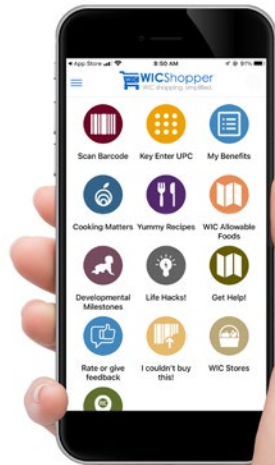 App Store
8:50 AM
91%
WICShopper
WIC shopping, simplified.
Scan Barcode
Key Enter UPC
My Benefits
Cooking Matters
Yummy Recipes
WIC Allowable
Foods
Developmental
Milestones
Life Hacks!
Get Help!
Rate or give
feedback
I couldn't buy
this!
WIC Stores